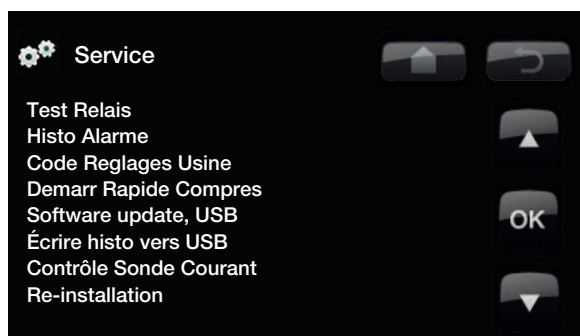 Service
Test Relais
Histo Alarme
Code Reglages Usine
Demarr Rapide Compres
Software update, USB
Écrire histo vers USB
Contrôle Sonde Courant
Re-installation
OK